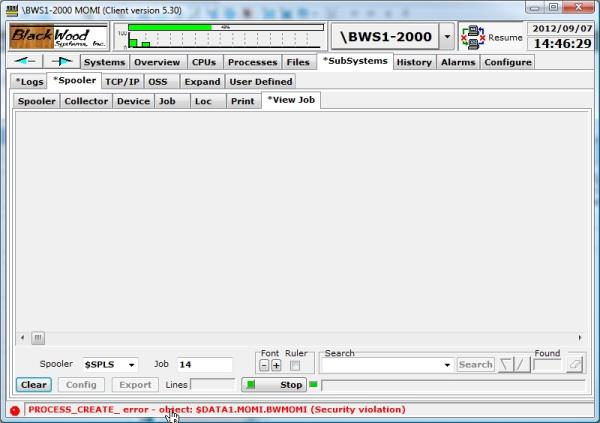 \BWS1-2000 MOMI (Client version 5.30)
BlackWood Systems, Inc.
100
48%
\BWS1-2000
Resume
2012/09/07
14:46:29
Systems Overview CPUs Processes Files *SubSystems History Alarms Configure
*Logs *Spooler TCP/IP OSS Expand User Defined
Spooler Collector Device Job Loc Print *View Job
Font Ruler Search Found
Spooler $SPLS Job 14 - + Search
Clear Config Export Lines Stop
PROCESS_CREATE_ error - object: $DATA1.MOMI.BWMOMI (Security violation)